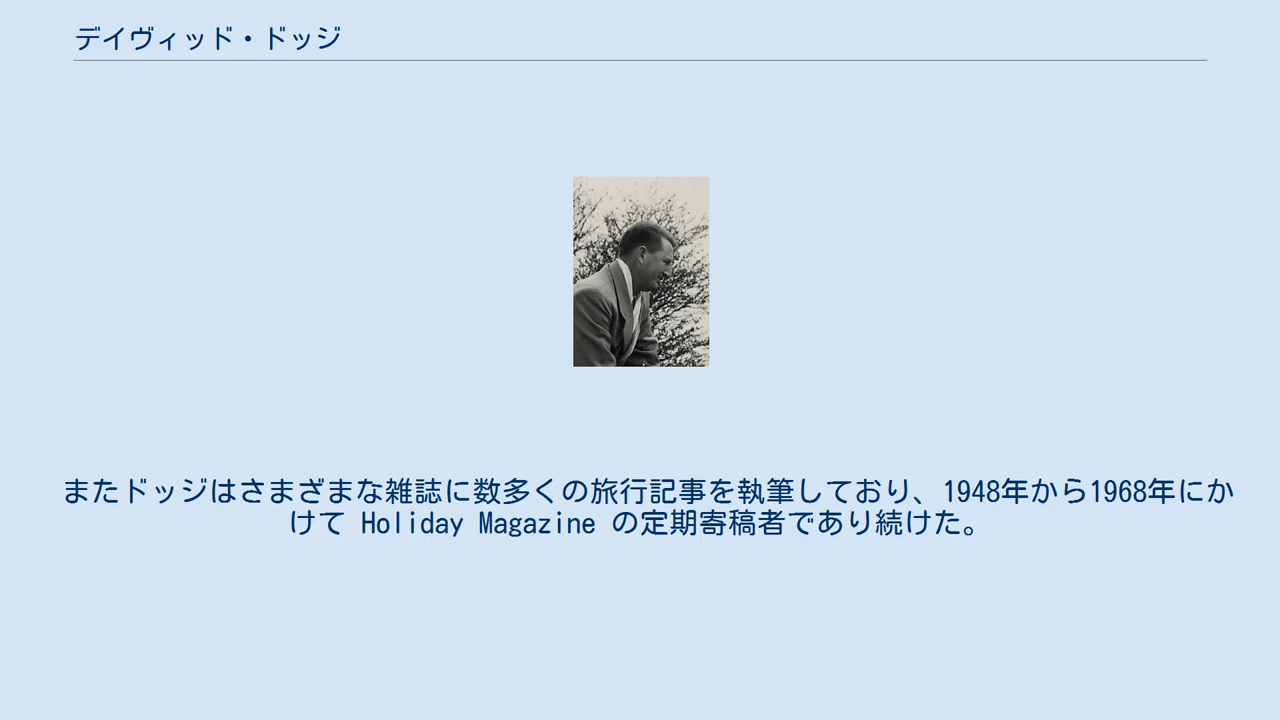 デイヴィッド・ドッジ
またドッジはさまざまな雑誌に数多くの旅行記事を執筆しており、1948年から1968年にか
けて Holiday Magazine の定期寄稿者であり続けた。